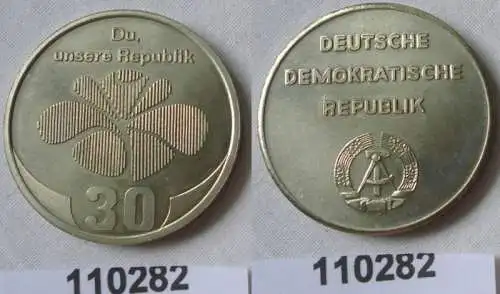 Du,
unsere Republik
30
110282
DEUTSCHE
DEMOKRATISCHE
REPUBLIK
110282